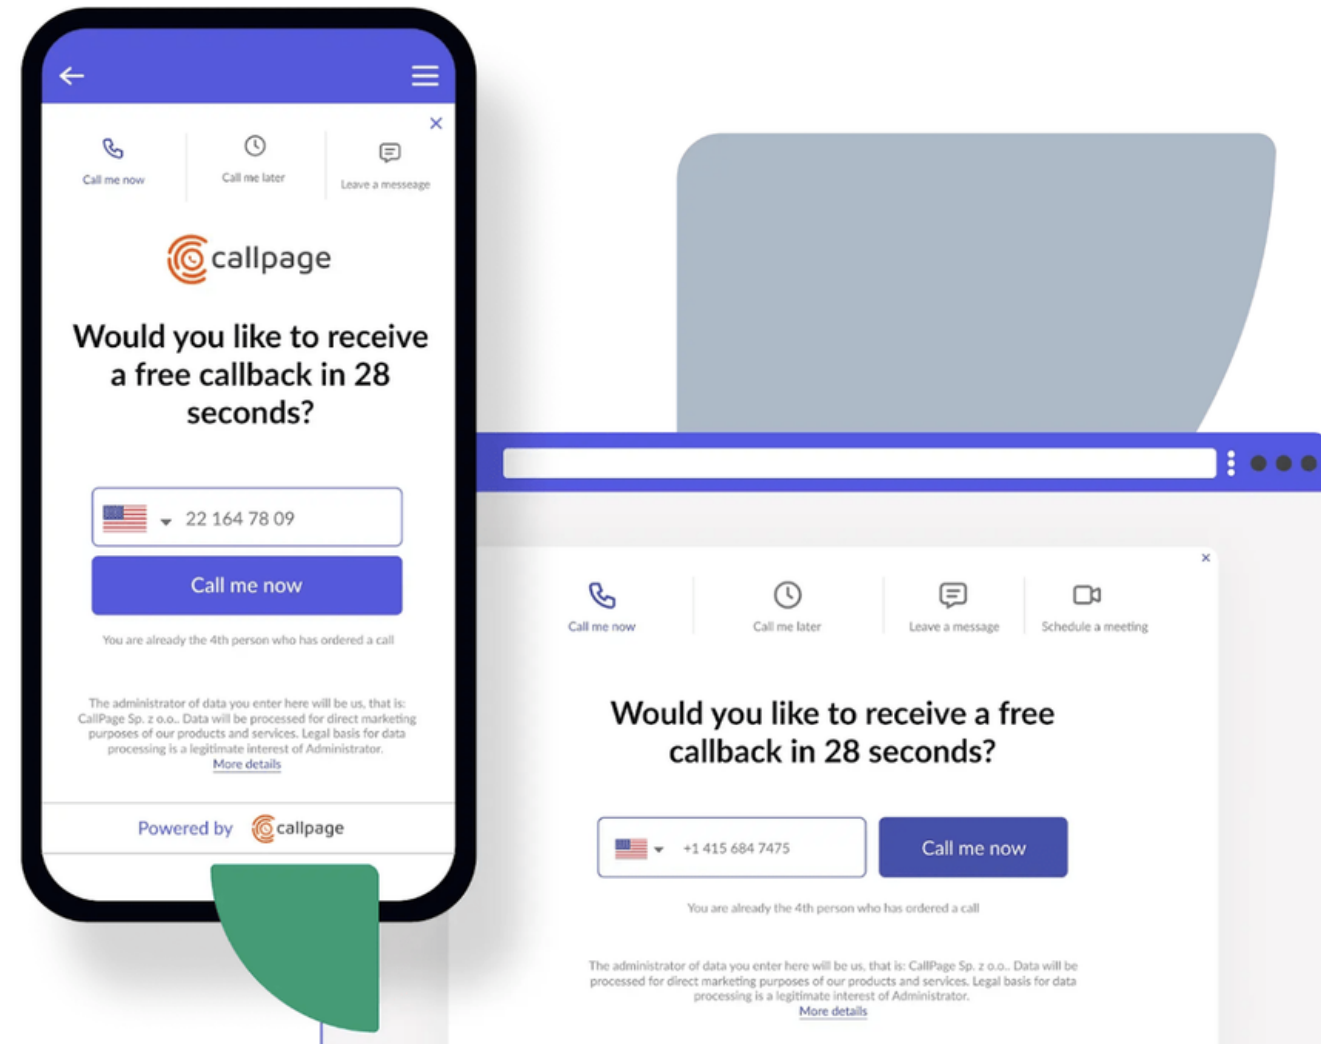 Call me now
Call me later
Leave a messeage
callpage
Would you like to receive
a free callback in 28
seconds?
22 164 78 09
Call me now
You are already the 4th person who has ordered a call
The administrator of data you enter here will be us, that is:
CallPage Sp. z o.o.. Data will be processed for direct marketing
purposes of our products and services. Legal basis for data
processing is a legitimate interest of Administrator.
More details
Powered by callpage
Call me now
Call me later
Leave a message
Schedule a meeting
Would you like to receive a free
callback in 28 seconds?
+1 415 684 7475
Call me now
You are already the 4th person who has ordered a call
The administrator of data you enter here will be us, that is: CallPage Sp. z o.o.. Data will be
processed for direct marketing purposes of our products and services. Legal basis for data
processing is a legitimate interest of Administrator.
More details